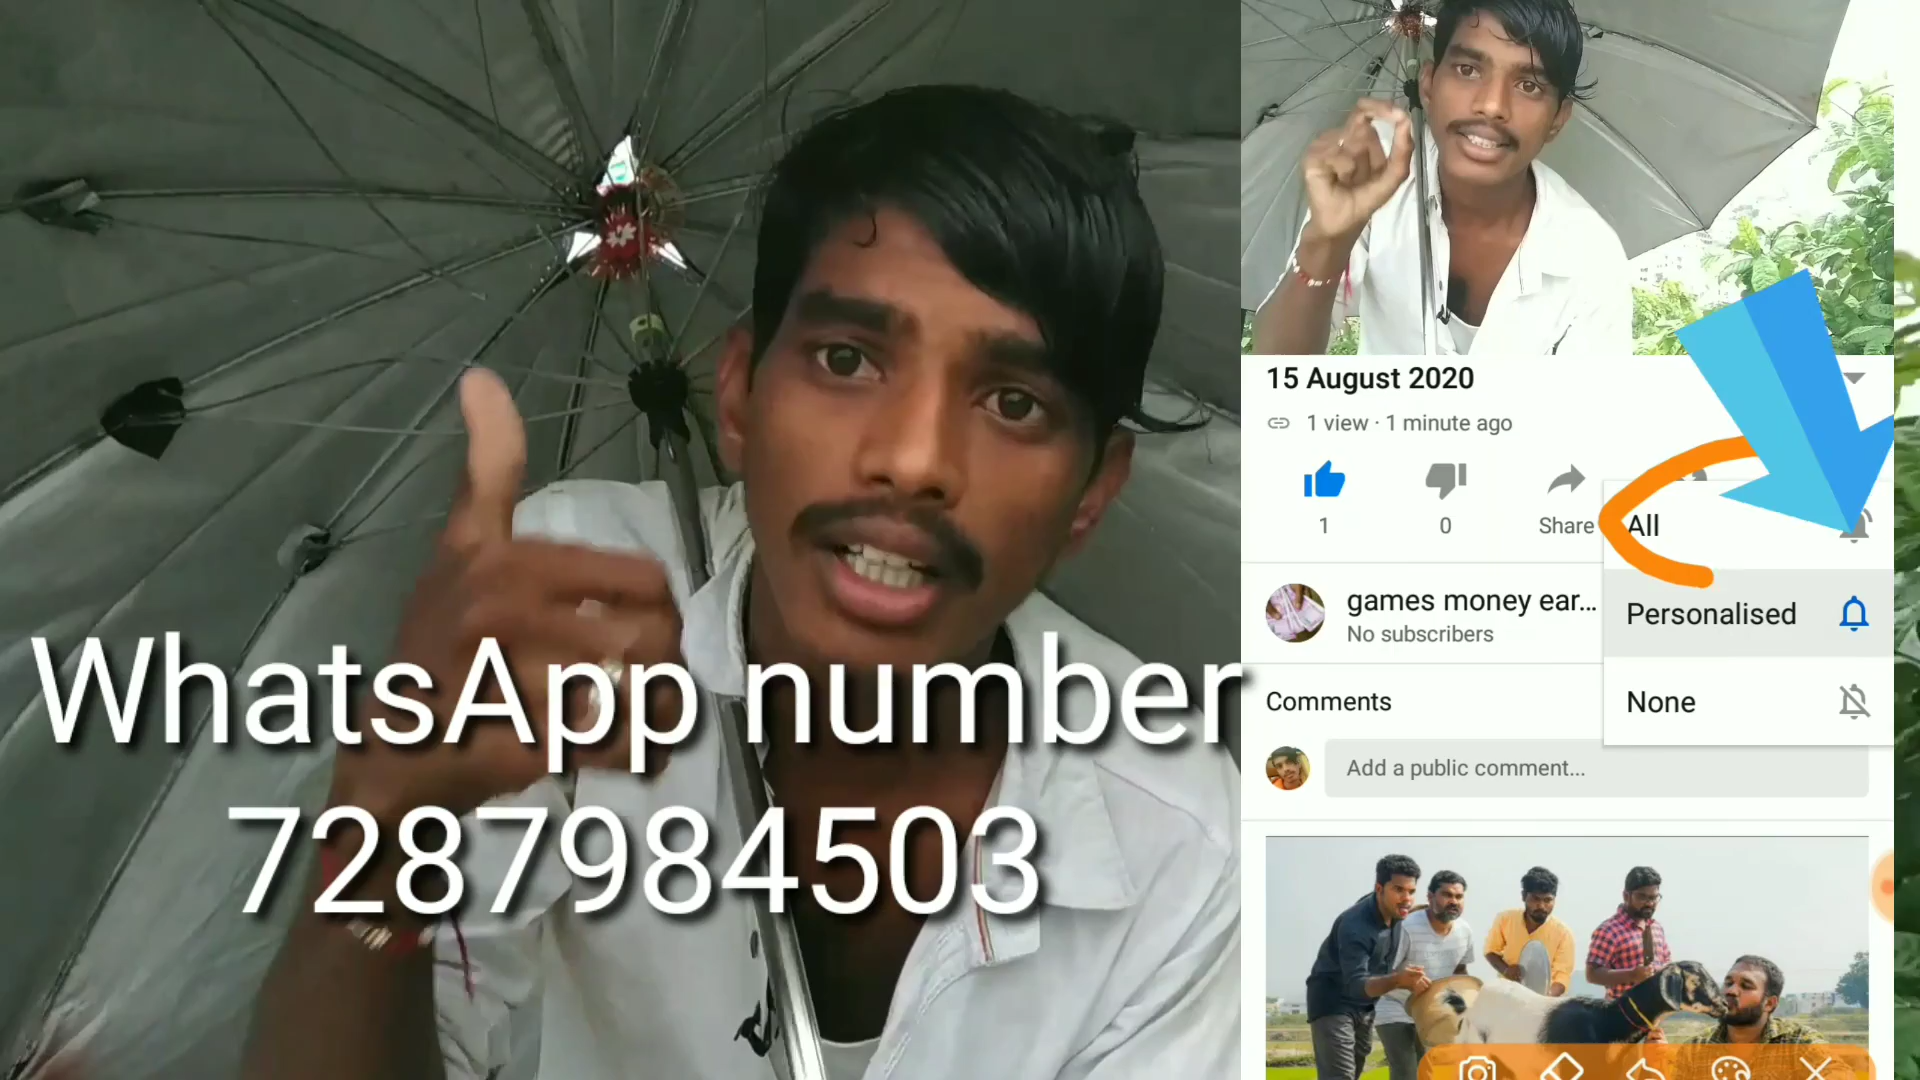 WhatsApp number
7287984503
15 August 2020
1 view · 1 minute ago
1
0
Share
All
games money ear...
No subscribers
Personalised
None
Comments
Add a public comment...